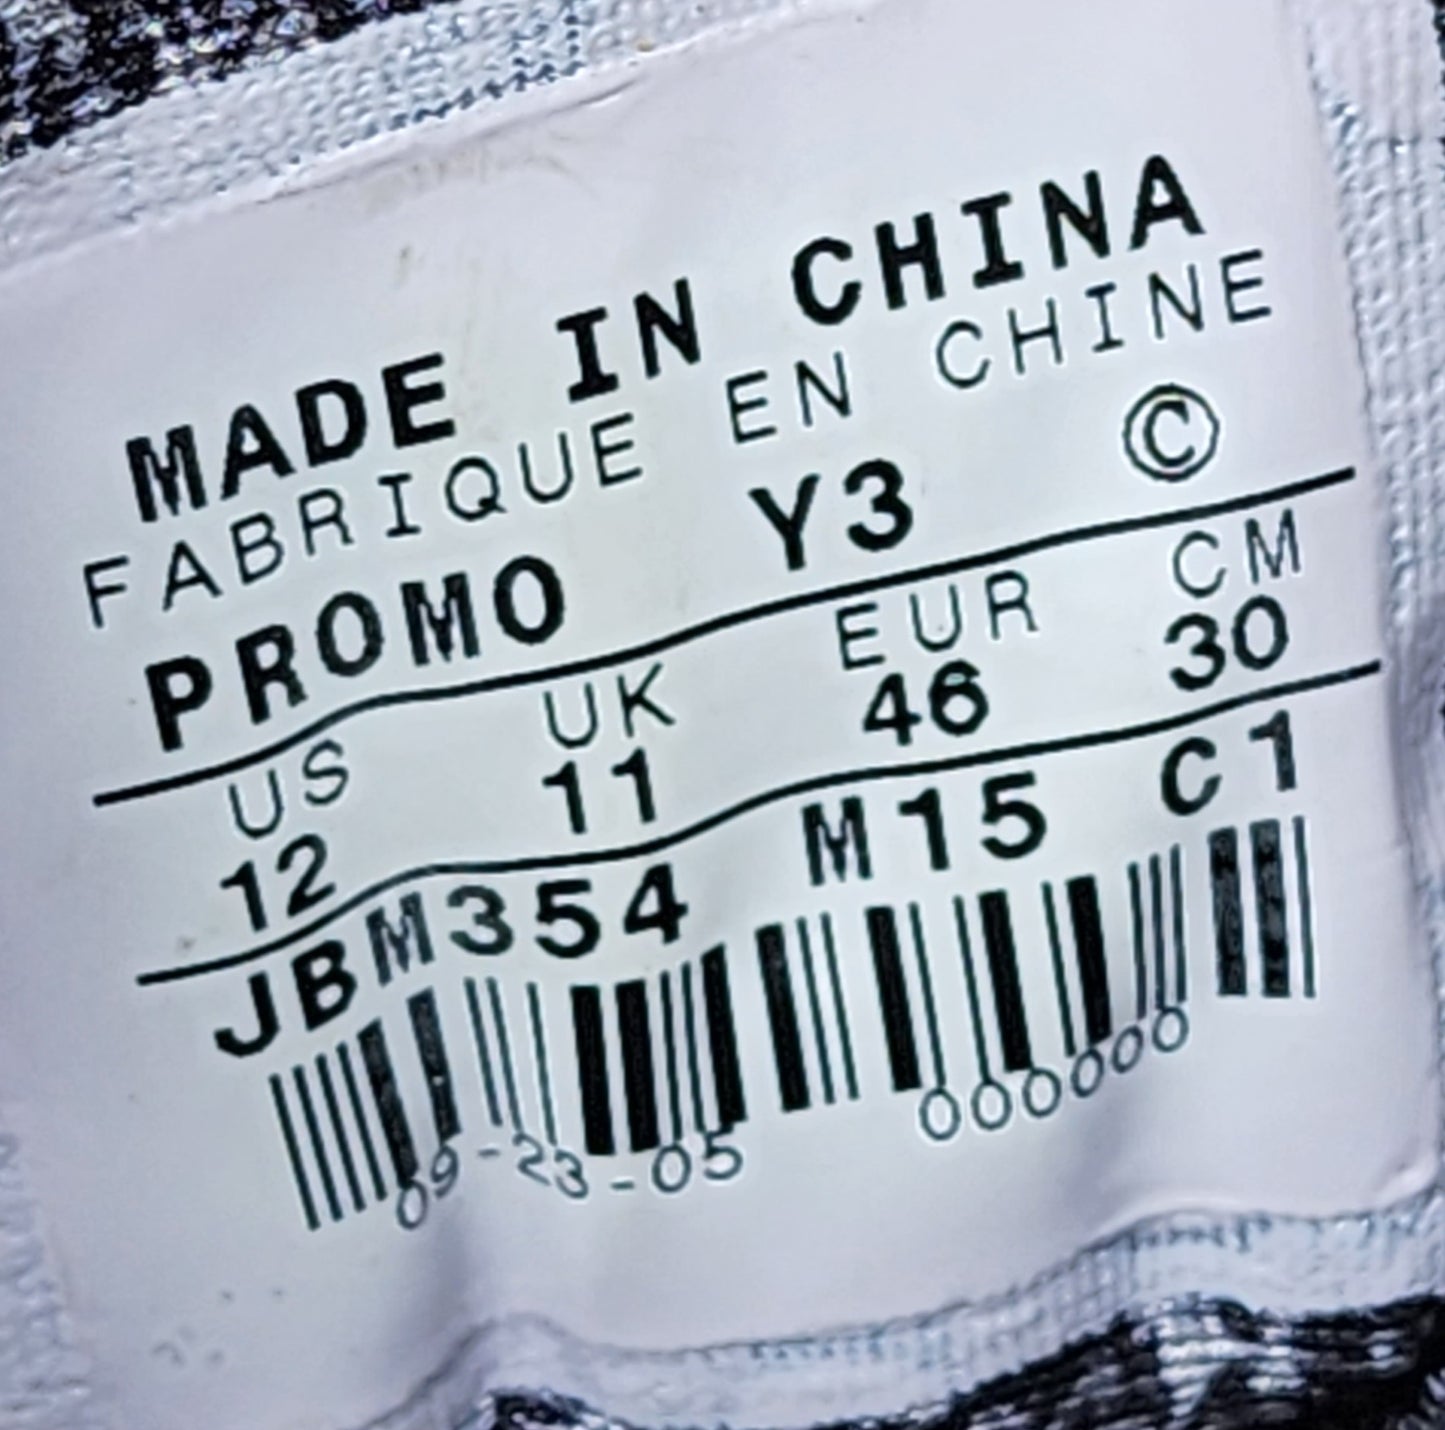 MADE IN CHINA
FABRIQUE EN CHINE
PROMO Y3 ©
US UK EUR CM
12 11 46 30
JBM354 M15 C1
09-23-05 000000